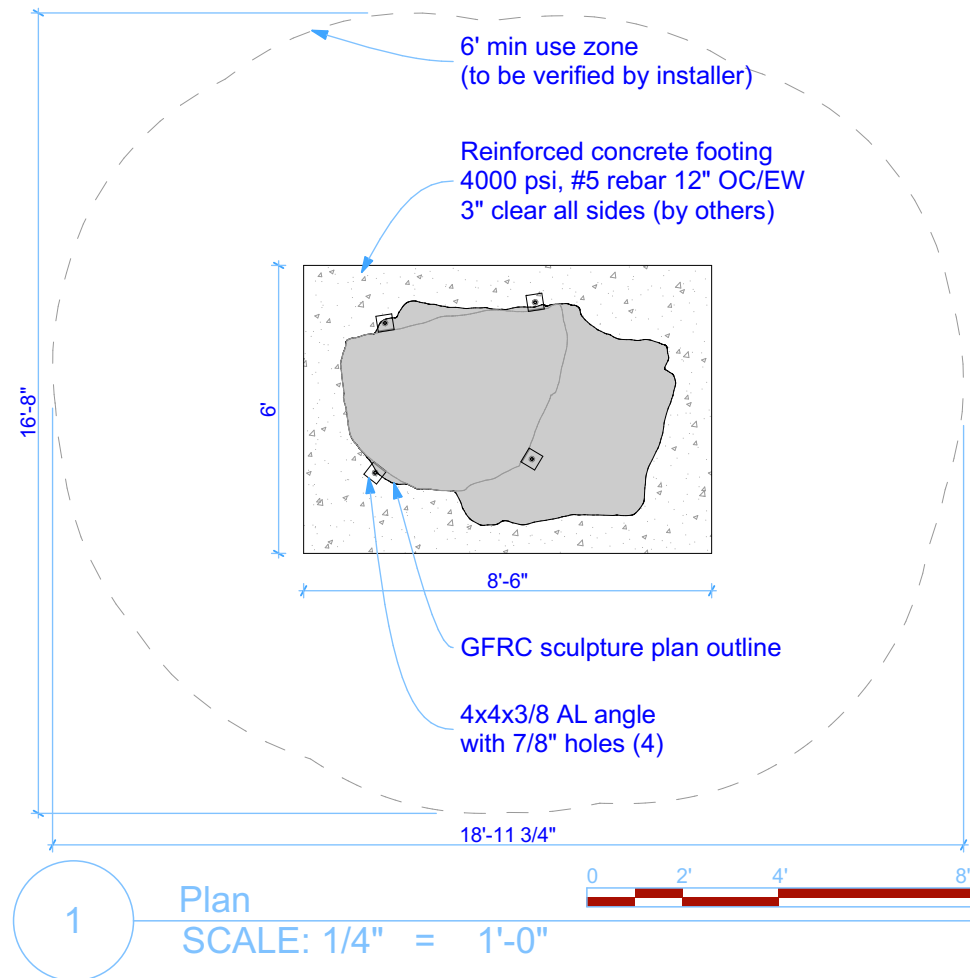 6' min use zone
(to be verified by installer)
Reinforced concrete footing
4000 psi, #5 rebar 12" OC/EW
3" clear all sides (by others)
16'-8"
6'
8'-6"
GFRC sculpture plan outline
4x4x3/8 AL angle
with 7/8" holes (4)
18'-11 3/4"
0 2' 4' 8'
1
Plan
SCALE: 1/4" = 1'-0"